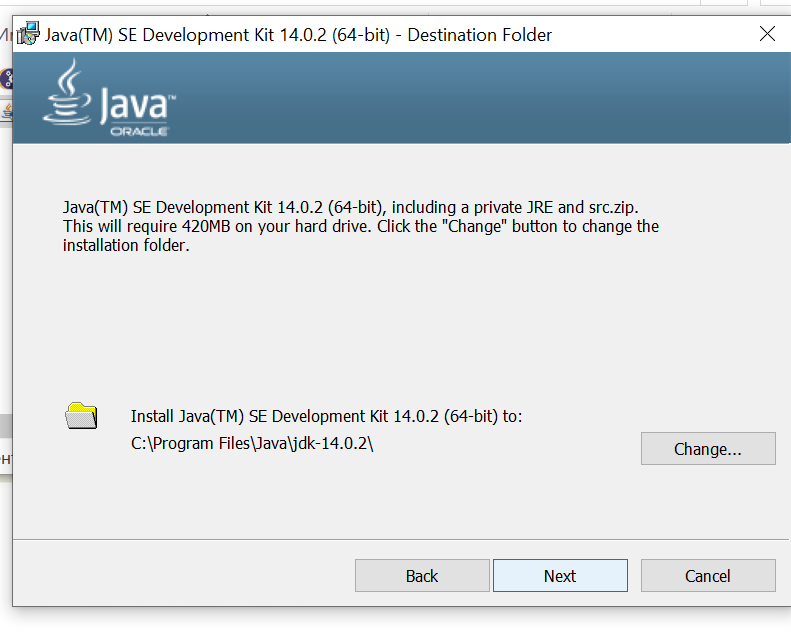 Java(TM) SE Development Kit 14.0.2 (64-bit) - Destination Folder
Java™
ORACLE
Java(TM) SE Development Kit 14.0.2 (64-bit), including a private JRE and src.zip.
This will require 420MB on your hard drive. Click the "Change" button to change the
installation folder.
Install Java(TM) SE Development Kit 14.0.2 (64-bit) to:
C:\Program Files\Java\jdk-14.0.2\
Change...
Back
Next
Cancel